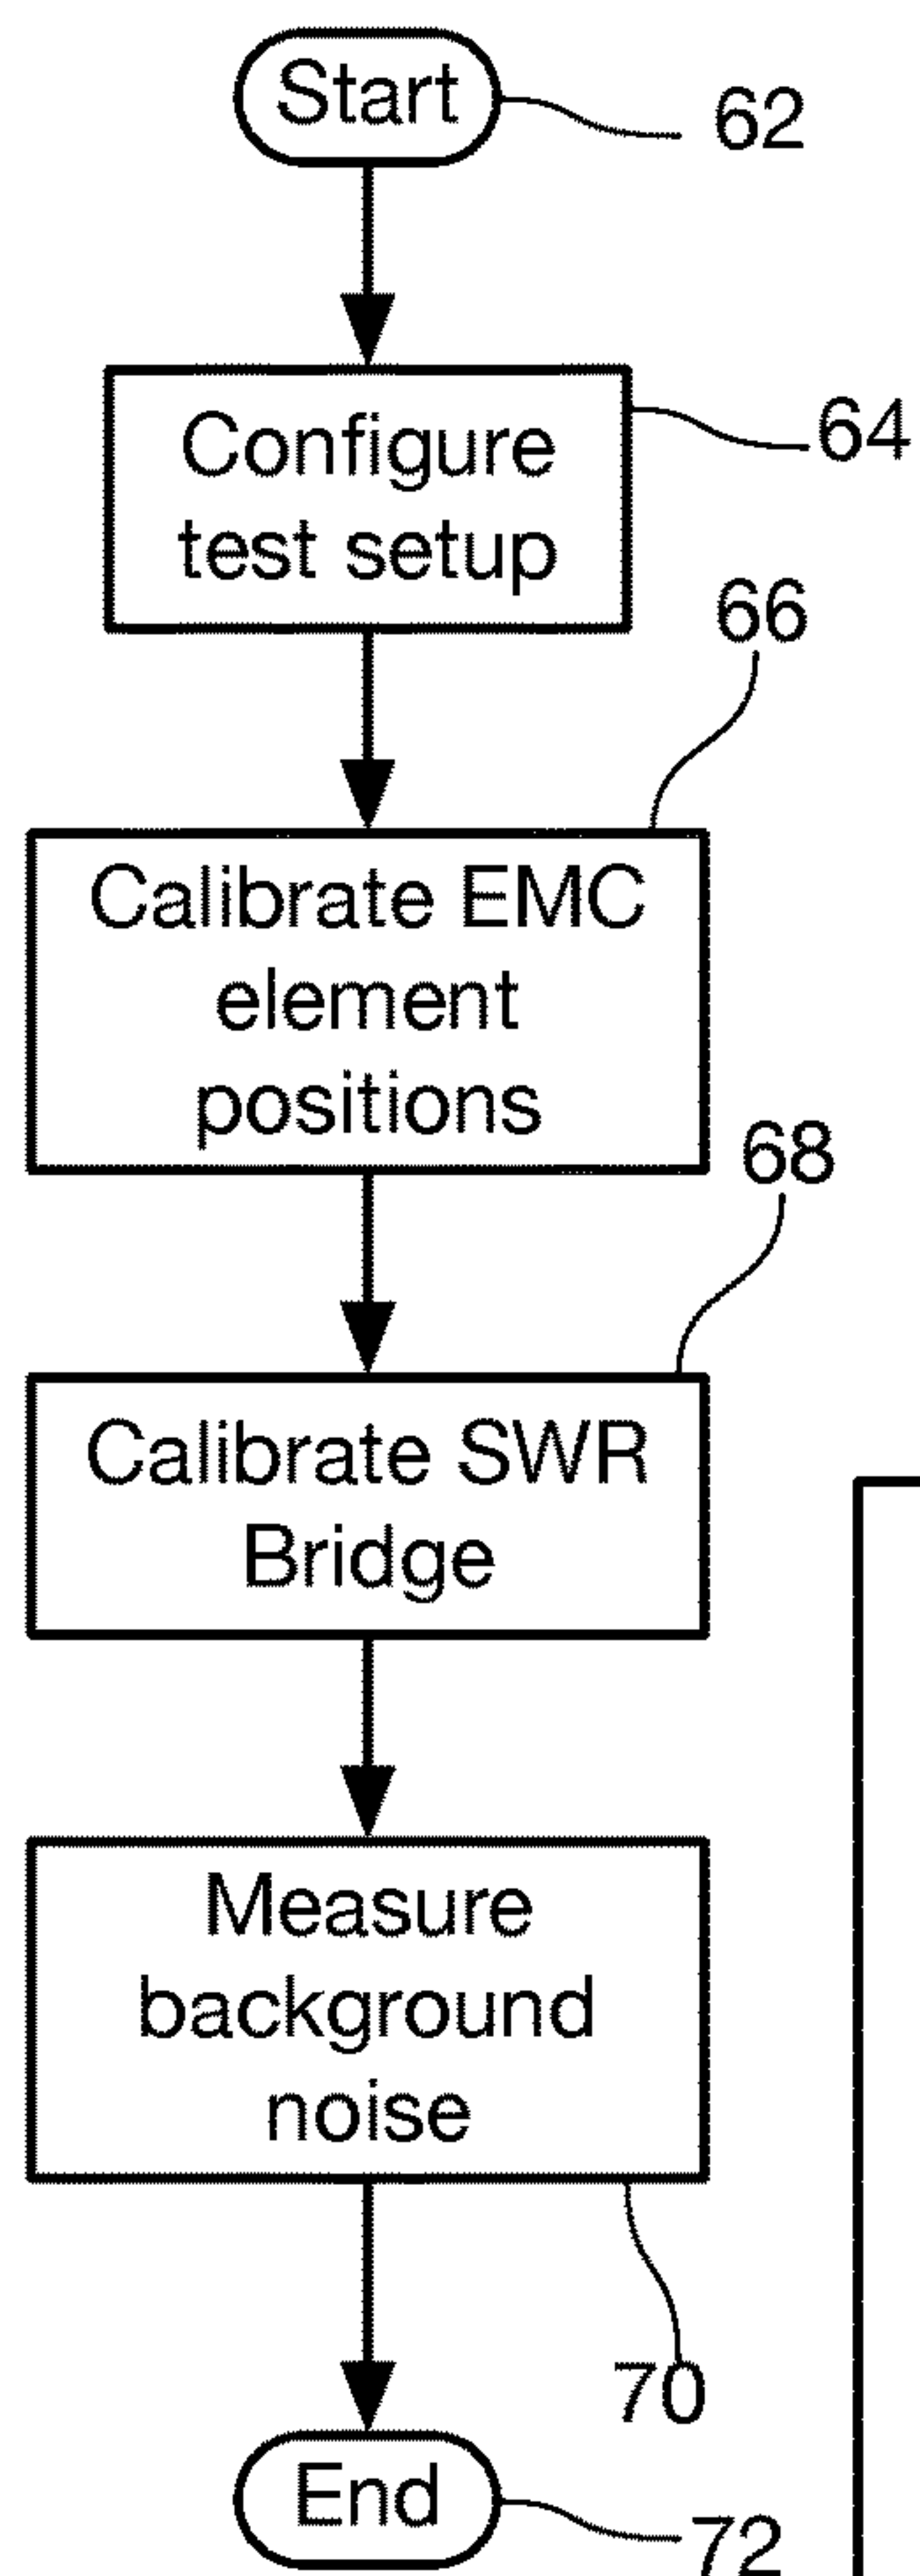 Start
62
Configure
test setup
64
66
Calibrate EMC
element
positions
68
Calibrate SWR
Bridge
Measure
background
noise
70
End
72